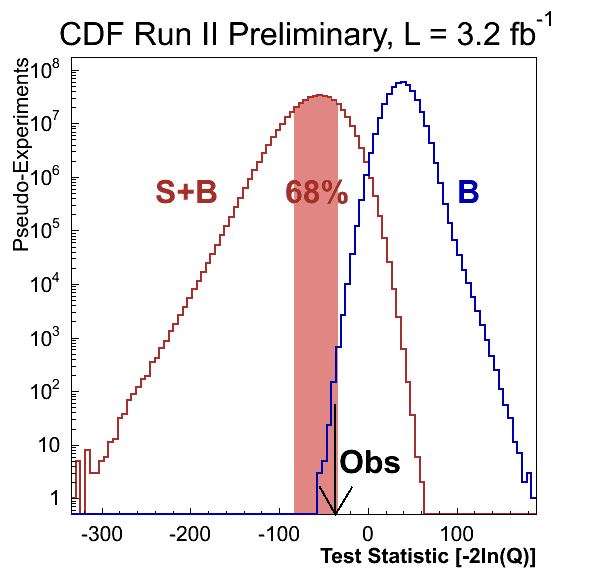 CDF Run II Preliminary, L = 3.2 fb⁻¹
Pseudo-Experiments
10⁸
10⁷
10⁶
10⁵
10⁴
10³
10²
10
1
S+B
68%
B
Obs
-300 -200 -100 0 100
Test Statistic [-2ln(Q)]